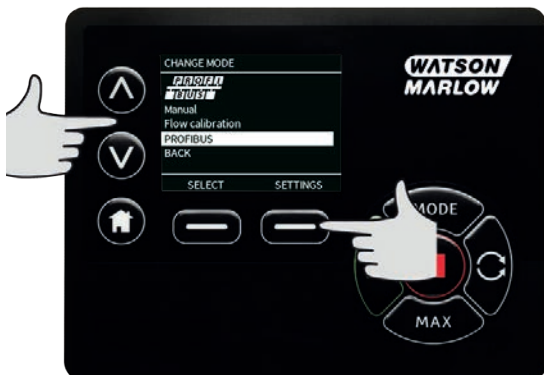 CHANGE MODE
PROFI
BUS
Manual
Flow calibration
PROFIBUS
BACK
SELECT SETTINGS
WATSON
MARLOW
MODE
MAX